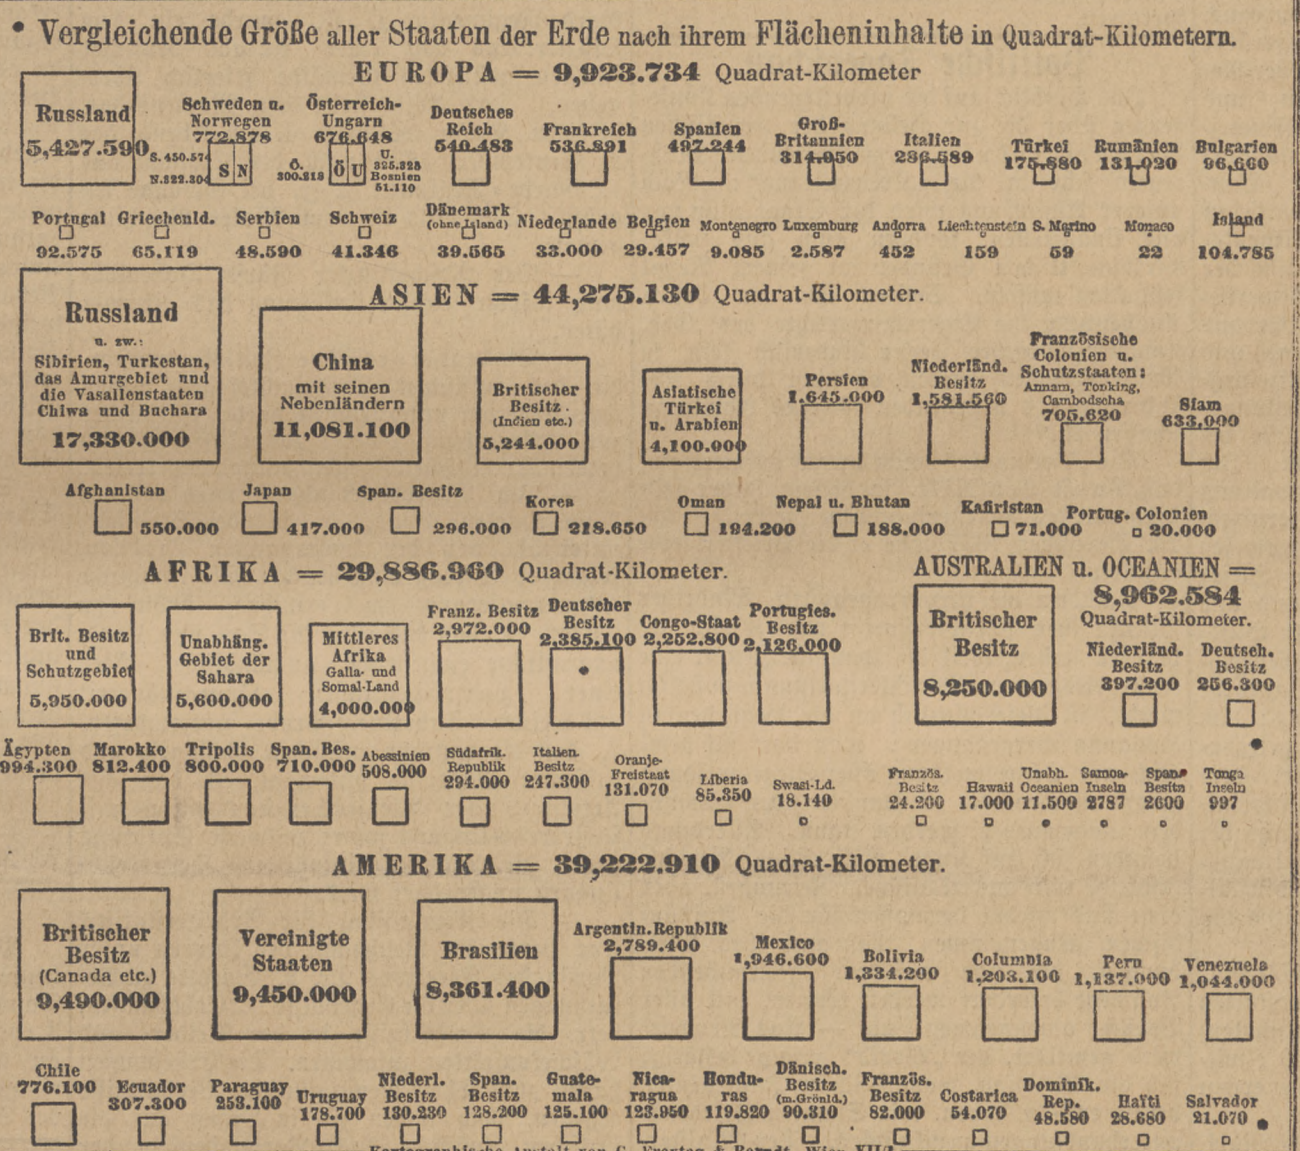 • Vergleichende Größe aller Staaten der Erde nach ihrem Flächeninhalte in Quadrat-Kilometern.
EUROPA = 9,923.734 Quadrat-Kilometer
Russland
5,427.590
Schweden u.
Norwegen
772.878
S. 450.574
N.322.304
S N
Österreich-
Ungarn
676.648
Ö.
300.218
Ö U
U.
325.325
Bosnien
51.110
Deutsches
Reich
540.483
Frankreich
536.891
Spanien
497.244
Groß-
Britannien
314.050
Italien
286.589
Türkei
175.880
Rumänien
131.020
Bulgarien
96.660
Portugal
92.575
Griechenld.
65.119
Serbien
48.590
Schweiz
41.346
Dänemark
(ohne Island)
39.565
Niederlande
33.000
Belgien
29.457
Montenegro
9.085
Luxemburg
2.587
Andorra
452
Liechtenstein
159
S. Marino
59
Monaco
22
Island
104.785
ASIEN = 44,275.130 Quadrat-Kilometer.
Russland
u. zw.:
Sibirien, Turkestan,
das Amurgebiet und
die Vasallenstaaten
Chiwa und Buchara
17,330.000
China
mit seinen
Nebenländern
11,081.100
Britischer
Besitz
(Indien etc.)
5,244.000
Asiatische
Türkei
u. Arabien
4,100.000
Persien
1.645.000
Niederländ.
Besitz
1,581.560
Französische
Colonien u.
Schutzstaaten:
Annam, Tonking,
Cambodscha
705.620
Siam
633.000
Afghanistan
550.000
Japan
417.000
Span. Besitz
296.000
Korea
218.650
Oman
194.200
Nepal u. Bhutan
188.000
Kafiristan
71.000
Portug. Colonien
20.000
AFRIKA = 29,886.960 Quadrat-Kilometer.
Brit. Besitz
und
Schutzgebiet
5,950.000
Unabhäng.
Gebiet der
Sahara
5,600.000
Mittleres
Afrika
Galla- und
Somal-Land
4,000.000
Franz. Besitz
2,972.000
Deutscher
Besitz
2,385.100
Congo-Staat
2,252.800
Portugies.
Besitz
2,126.000
Ägypten
994.300
Marokko
812.400
Tripolis
800.000
Span. Bes.
710.000
Abessinien
508.000
Südafrik.
Republik
294.000
Italien.
Besitz
247.300
Oranje-
Freistaat
131.070
Liberia
85.350
Swasi-Ld.
18.140
AUSTRALIEN u. OCEANIEN =
8,962.584
Quadrat-Kilometer.
Britischer
Besitz
8,250.000
Niederländ.
Besitz
397.200
Deutsch.
Besitz
256.300
Französ.
Besitz
24.200
Hawaii
17.000
Unabh.
Oceanien
11.500
Samoa-
Inseln
2787
Span.
Besitz
2600
Tonga
Inseln
997
AMERIKA = 39,222.910 Quadrat-Kilometer.
Britischer
Besitz
(Canada etc.)
9,490.000
Vereinigte
Staaten
9,450.000
Brasilien
8,361.400
Argentin.Republik
2,789.400
Mexico
1,946.600
Bolivia
1,334.200
Columbia
1,203.100
Peru
1,137.000
Venezuela
1,044.000
Chile
776.100
Ecuador
307.300
Paraguay
253.100
Uruguay
178.700
Niederl.
Besitz
130.230
Span.
Besitz
128.200
Guate-
mala
125.100
Nica-
ragua
123.950
Hondu-
ras
119.820
Dänisch.
Besitz
(m.Grönld.)
90.310
Französ.
Besitz
82.000
Costarica
54.070
Dominik.
Rep.
48.580
Haïti
28.680
Salvador
21.070